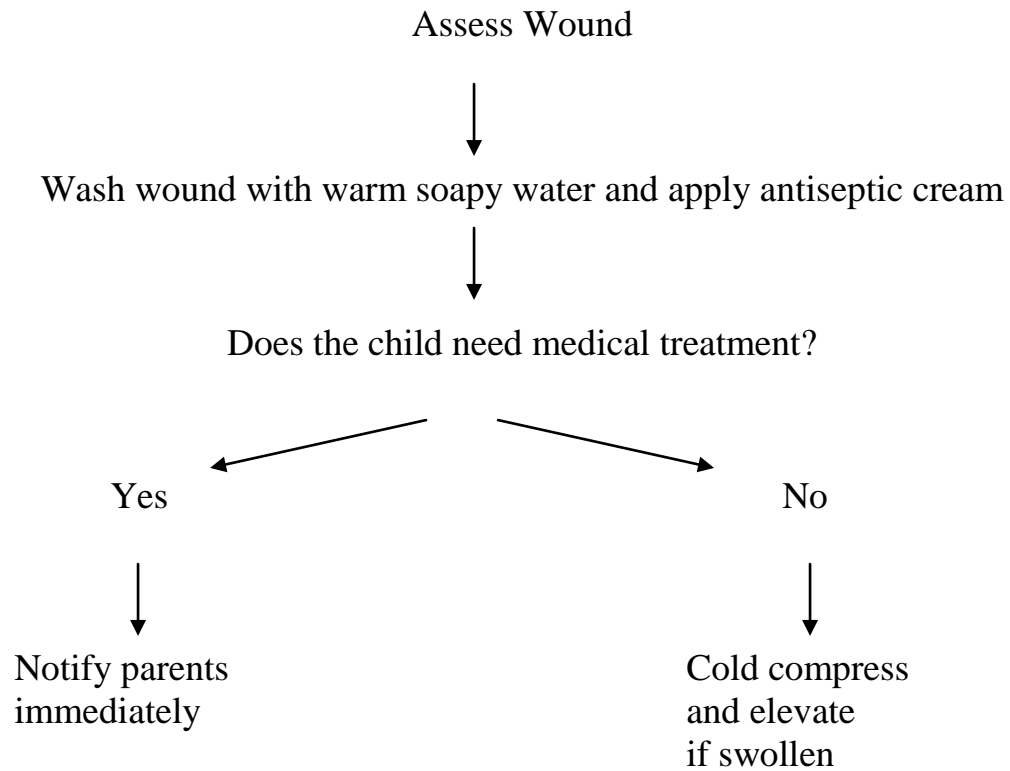 Assess Wound
Wash wound with warm soapy water and apply antiseptic cream
Does the child need medical treatment?
Yes
No
Notify parents
immediately
Cold compress
and elevate
if swollen